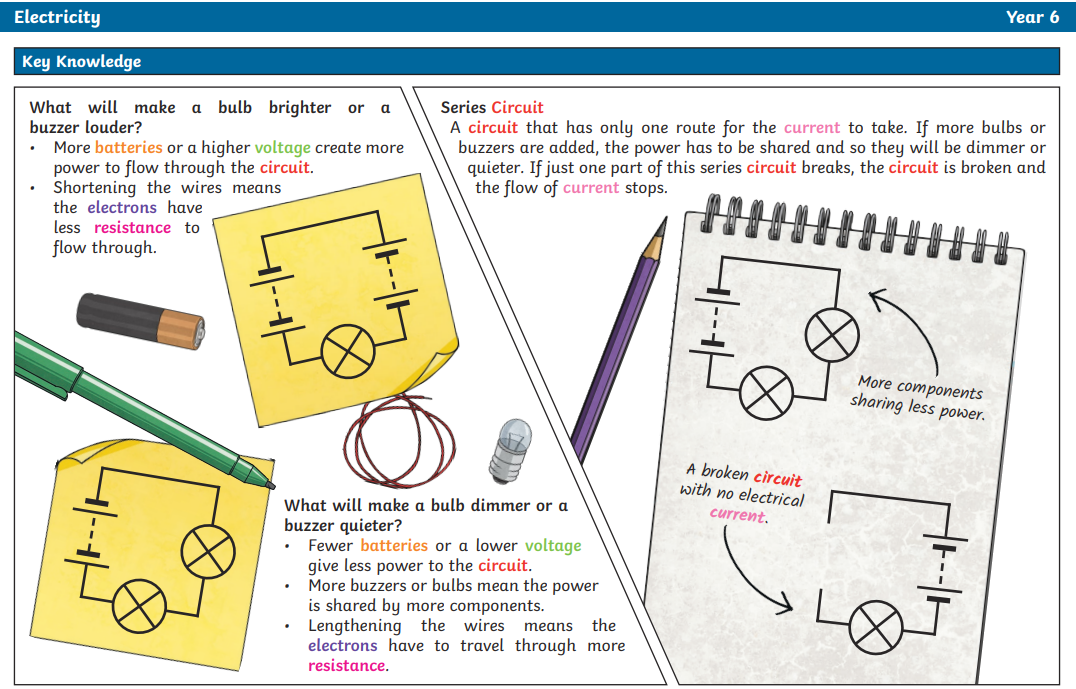 Electricity
Year 6
Key Knowledge
What will make a bulb brighter or a
buzzer louder?
• More batteries or a higher voltage create more
power to flow through the circuit.
• Shortening the wires means
the electrons have
less resistance to
flow through.
What will make a bulb dimmer or a
buzzer quieter?
• Fewer batteries or a lower voltage
give less power to the circuit.
• More buzzers or bulbs mean the power
is shared by more components.
• Lengthening the wires means the
electrons have to travel through more
resistance.
Series Circuit
A circuit that has only one route for the current to take. If more bulbs or
buzzers are added, the power has to be shared and so they will be dimmer or
quieter. If just one part of this series circuit breaks, the circuit is broken and
the flow of current stops.
More components
sharing less power.
A broken circuit
with no electrical
current.